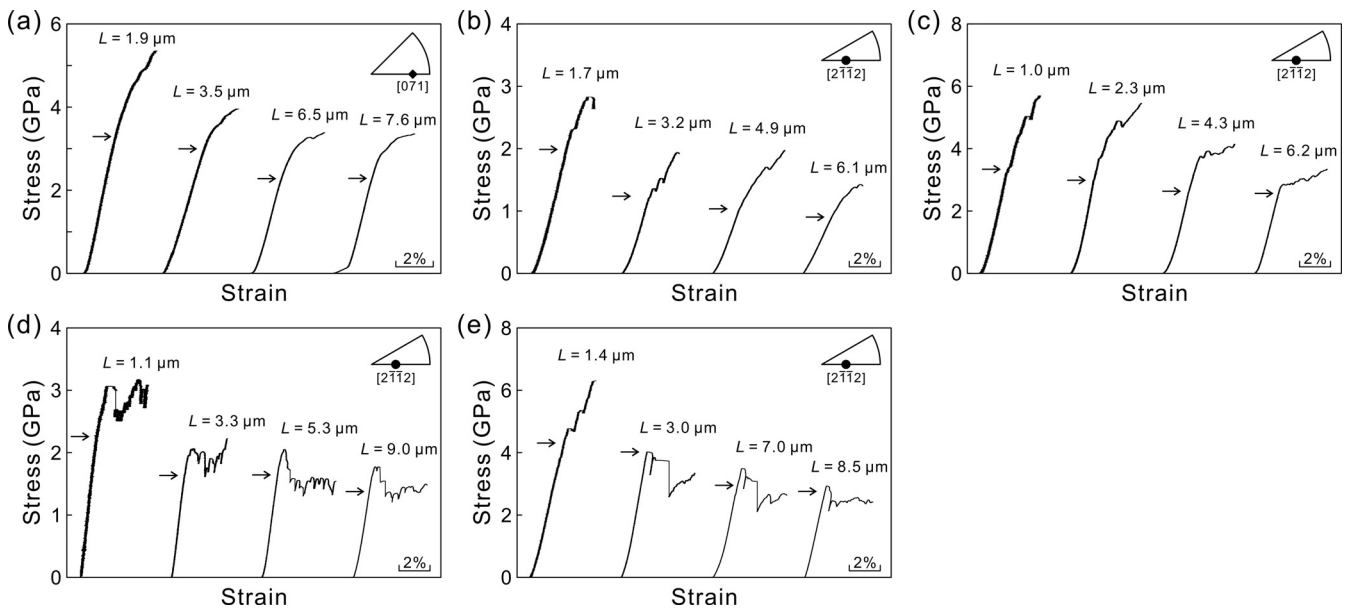 (a)
6
5
4
3
2
1
0
Stress (GPa)
Strain
L = 1.9 µm
L = 3.5 µm
L = 6.5 µm
L = 7.6 µm
[071]
2%
(b)
4
3
2
1
0
Stress (GPa)
Strain
L = 1.7 µm
L = 3.2 µm
L = 4.9 µm
L = 6.1 µm
[21̅1̅2]
2%
(c)
8
6
4
2
0
Stress (GPa)
Strain
L = 1.0 µm
L = 2.3 µm
L = 4.3 µm
L = 6.2 µm
[21̅1̅2]
2%
(d)
4
3
2
1
0
Stress (GPa)
Strain
L = 1.1 µm
L = 3.3 µm
L = 5.3 µm
L = 9.0 µm
[21̅1̅2]
2%
(e)
8
6
4
2
0
Stress (GPa)
Strain
L = 1.4 µm
L = 3.0 µm
L = 7.0 µm
L = 8.5 µm
[21̅1̅2]
2%